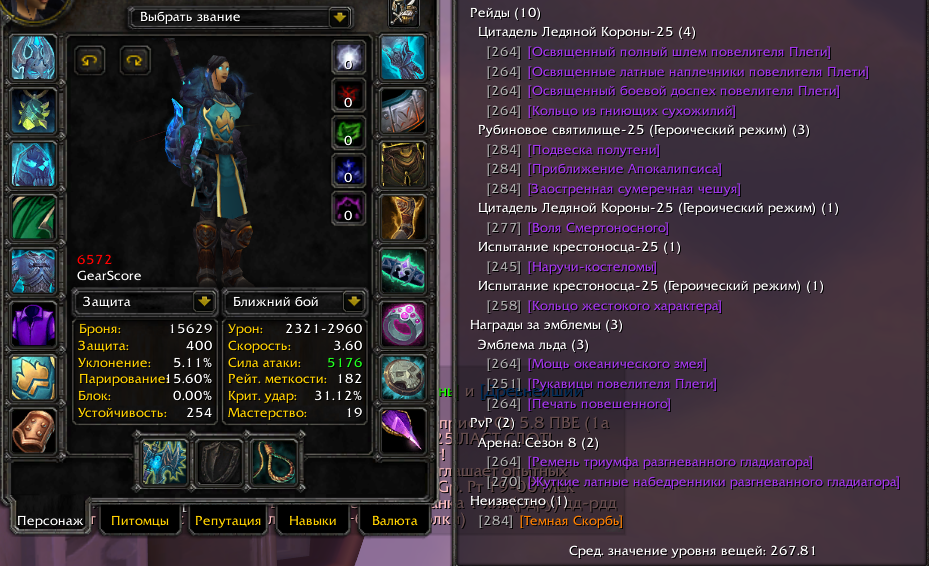 Выбрать звание
0
0
0
0
0
6572
GearScore
Защита
Ближний бой
Броня: 15629
Защита: 400
Уклонение: 5.11%
Парирование: 15.60%
Блок: 0.00%
Устойчивость: 254
Урон: 2321-2960
Скорость: 3.60
Сила атаки: 5176
Рейт. меткости: 182
Крит. удар: 31.12%
Мастерство: 19
Персонаж
Питомцы
Репутация
Навыки
Валюта
Рейды (10)
Цитадель Ледяной Короны-25 (4)
[264] [Освященный полный шлем повелителя Плети]
[264] [Освященные латные наплечники повелителя Плети]
[264] [Освященный боевой доспех повелителя Плети]
[264] [Кольцо из гниющих сухожилий]
Рубиновое святилище-25 (Героический режим) (3)
[284] [Подвеска полутени]
[284] [Приближение Апокалипсиса]
[284] [Заостренная сумеречная чешуя]
Цитадель Ледяной Короны-25 (Героический режим) (1)
[277] [Воля Смертоносного]
Испытание крестоносца-25 (1)
[245] [Наручи-костеломы]
Испытание крестоносца-25 (Героический режим) (1)
[258] [Кольцо жестокого характера]
Награды за эмблемы (3)
Эмблема льда (3)
[264] [Мощь океанического змея]
[251] [Рукавицы повелителя Плети]
[264] [Печать повешенного]
PvP (2)
Арена: Сезон 8 (2)
[264] [Ремень триумфа разгневанного гладиатора]
[270] [Жуткие латные набедренники разгневанного гладиатора]
Неизвестно (1)
[284] [Темная Скорбь]
Сред. значение уровня вещей: 267.81